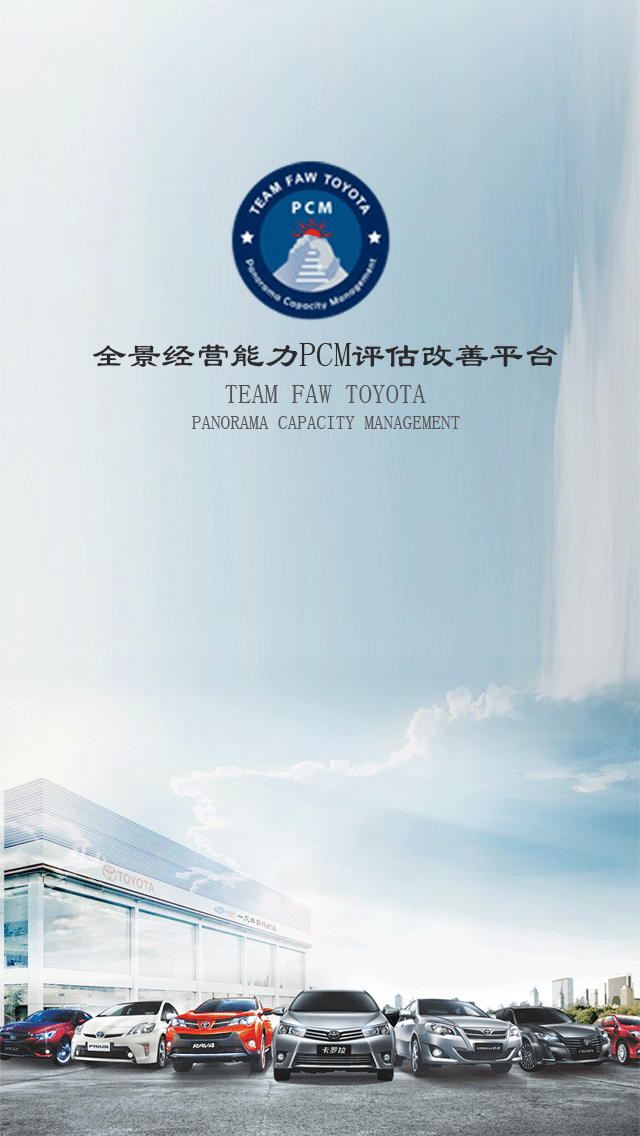 TEAM FAW TOYOTA
PCM
Panorama Capacity Management
全景经营能力PCM评估改善平台
TEAM FAW TOYOTA
PANORAMA CAPACITY MANAGEMENT
TOYOTA
PRIUS
RAV4
卡罗拉
CROWN